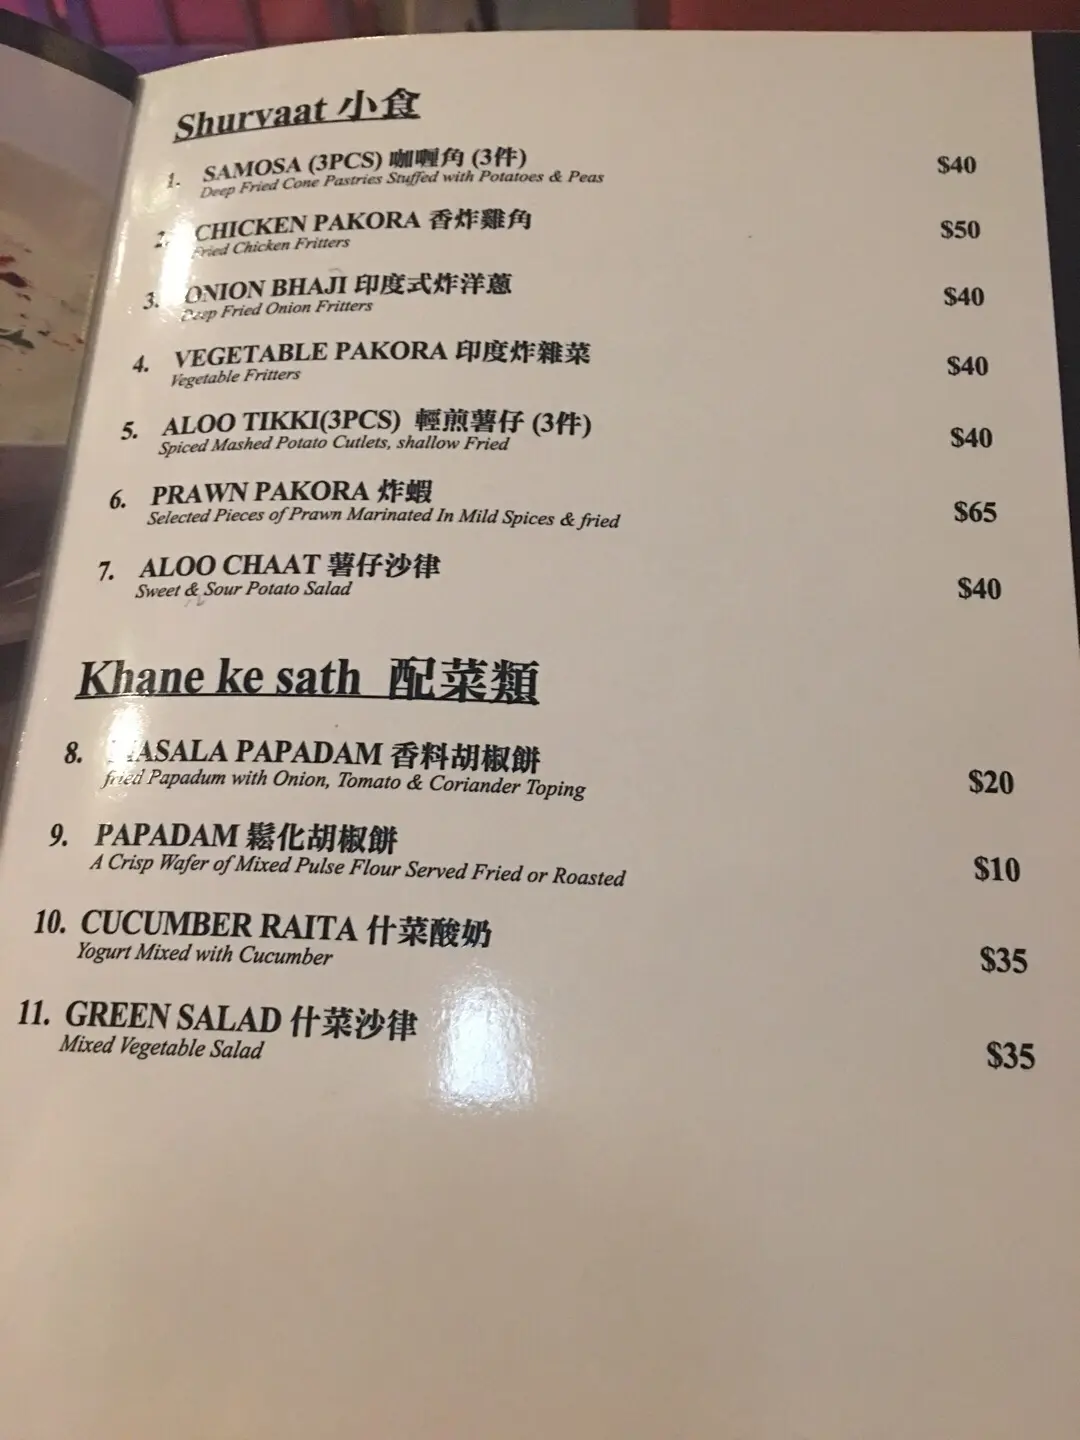 Shurvaat 小食
1. SAMOSA (3PCS) 咖喱角 (3件) $40
Deep Fried Cone Pastries Stuffed with Potatoes & Peas
2. CHICKEN PAKORA 香炸雞角 $50
Fried Chicken Fritters
3. ONION BHAJI 印度式炸洋蔥 $40
Deep Fried Onion Fritters
4. VEGETABLE PAKORA 印度炸雜菜 $40
Vegetable Fritters
5. ALOO TIKKI(3PCS) 輕煎薯仔 (3件) $40
Spiced Mashed Potato Cutlets, shallow Fried
6. PRAWN PAKORA 炸蝦 $65
Selected Pieces of Prawn Marinated In Mild Spices & fried
7. ALOO CHAAT 薯仔沙律 $40
Sweet & Sour Potato Salad
Khane ke sath 配菜類
8. MASALA PAPADAM 香料胡椒餅 $20
fried Papadum with Onion, Tomato & Coriander Toping
9. PAPADAM 鬆化胡椒餅 $10
A Crisp Wafer of Mixed Pulse Flour Served Fried or Roasted
10. CUCUMBER RAITA 什菜酸奶 $35
Yogurt Mixed with Cucumber
11. GREEN SALAD 什菜沙律 $35
Mixed Vegetable Salad